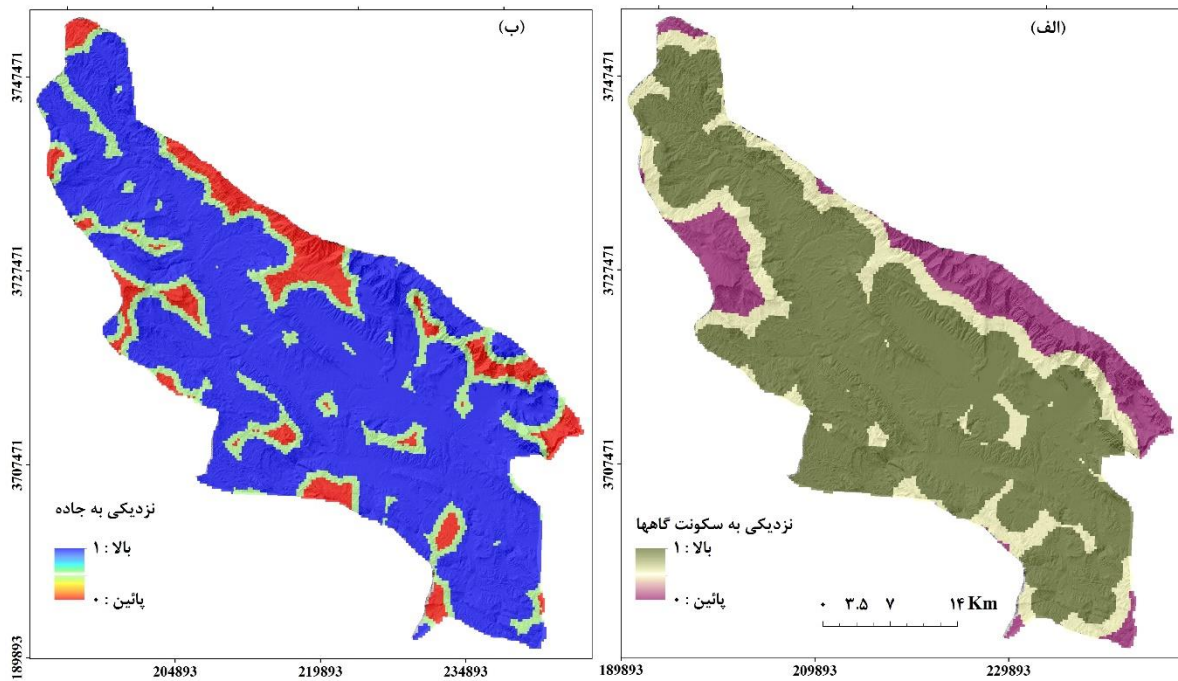 (ب)
3747471
3727471
3707471
189893
204893
219893
234893
نزدیکی به جاده
بالا : ۱
پائین : ۰
(الف)
3747471
3727471
3707471
189893
209893
229893
نزدیکی به سکونت گاهها
بالا : ۱
پائین : ۰
۰ ۳.۵ ۷ ۱۴ Km